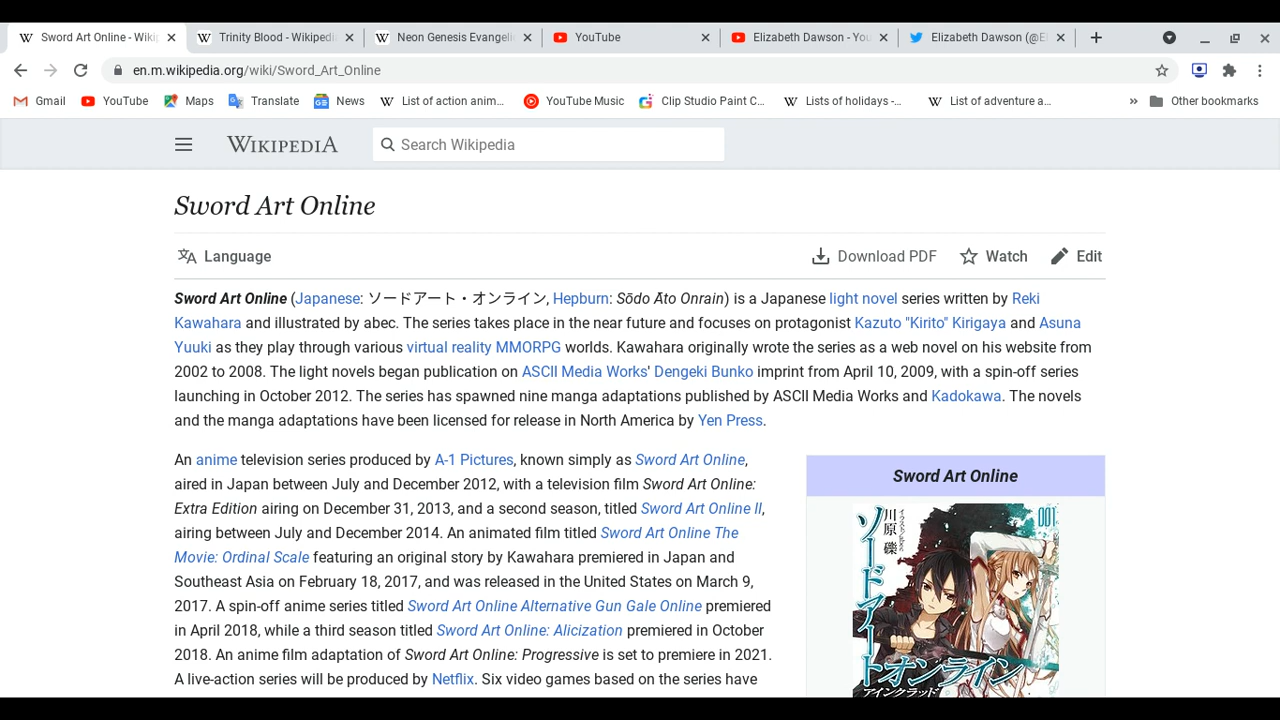 Sword Art Online - Wiki
Trinity Blood - Wikipedi
Neon Genesis Evangeli
YouTube
Elizabeth Dawson - You
Elizabeth Dawson (@El
en.m.wikipedia.org/wiki/Sword_Art_Online
Gmail
YouTube
Maps
Translate
News
List of action anim...
YouTube Music
Clip Studio Paint C...
Lists of holidays -...
List of adventure a...
Other bookmarks
WIKIPEDIA
Search Wikipedia
Sword Art Online
Language
Download PDF
Watch
Edit
Sword Art Online (Japanese: ソードアート・オンライン, Hepburn: Sōdo Āto Onrain) is a Japanese light novel series written by Reki
Kawahara and illustrated by abec. The series takes place in the near future and focuses on protagonist Kazuto "Kirito" Kirigaya and Asuna
Yuuki as they play through various virtual reality MMORPG worlds. Kawahara originally wrote the series as a web novel on his website from
2002 to 2008. The light novels began publication on ASCII Media Works' Dengeki Bunko imprint from April 10, 2009, with a spin-off series
launching in October 2012. The series has spawned nine manga adaptations published by ASCII Media Works and Kadokawa. The novels
and the manga adaptations have been licensed for release in North America by Yen Press.
An anime television series produced by A-1 Pictures, known simply as Sword Art Online,
aired in Japan between July and December 2012, with a television film Sword Art Online:
Extra Edition airing on December 31, 2013, and a second season, titled Sword Art Online II,
airing between July and December 2014. An animated film titled Sword Art Online The
Movie: Ordinal Scale featuring an original story by Kawahara premiered in Japan and
Southeast Asia on February 18, 2017, and was released in the United States on March 9,
2017. A spin-off anime series titled Sword Art Online Alternative Gun Gale Online premiered
in April 2018, while a third season titled Sword Art Online: Alicization premiered in October
2018. An anime film adaptation of Sword Art Online: Progressive is set to premiere in 2021.
A live-action series will be produced by Netflix. Six video games based on the series have
Sword Art Online
001
川原 礫
ソードアート
オンライン
アインクラッド